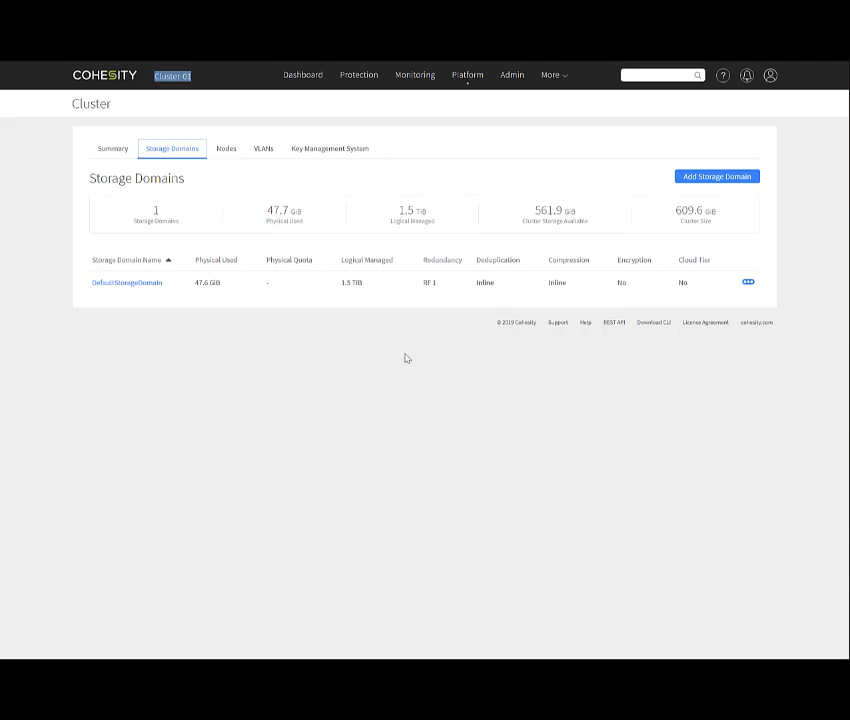 COHESITY Cluster-01 Dashboard Protection Monitoring Platform Admin More
Cluster
Summary Storage Domains Nodes VLANs Key Management System
Storage Domains Add Storage Domain
1 47.7 GiB 1.5 TiB 561.9 GiB 609.6 GiB
Storage Domains Physical Used Logical Managed Cluster Storage Available Cluster Size
Storage Domain Name Physical Used Physical Quota Logical Managed Redundancy Deduplication Compression Encryption Cloud Tier
DefaultStorageDomain 47.6 GiB - 1.5 TiB RF 1 Inline Inline No No
© 2019 Cohesity Support Help REST API Download CLI License Agreement cohesity.com